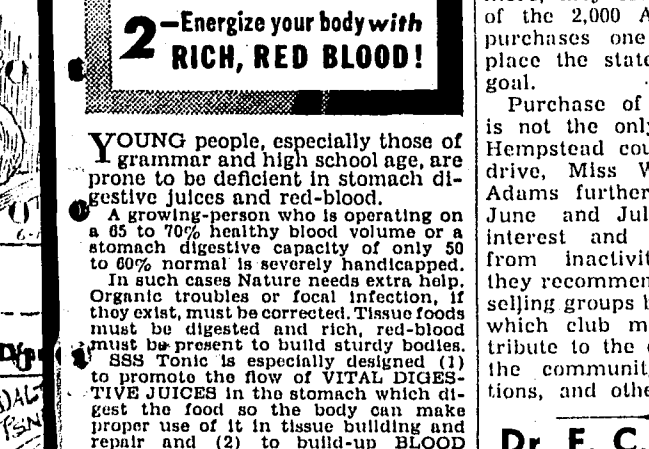 2—Energize your body with
RICH, RED BLOOD!
YOUNG people, especially those of
grammar and high school age, are
prone to be deficient in stomach di-
gestive juices and red-blood.
A growing person who is operating on
a 65 to 70% healthy blood volume or a
stomach digestive capacity of only 50
to 60% normal is severely handicapped.
In such cases Nature needs extra help.
Organic troubles or focal infection, if
they exist, must be corrected. Tissue foods
must be digested and rich, red-blood
must be present to build sturdy bodies.
SSS Tonic is especially designed (1)
to promote the flow of VITAL DIGES-
TIVE JUICES in the stomach which di-
gest the food so the body can make
proper use of it in tissue building and
repair and (2) to build-up BLOOD
of the 2,000 A
purchases one
place the stat
goal.
Purchase of
is not the onl
Hempstead cou
drive, Miss W
Adams further
June and Jul
interest and
from inactivit
they recommen
selling groups b
which club m
tribute to the c
the communit
tions, and othe
Dr. F. C.